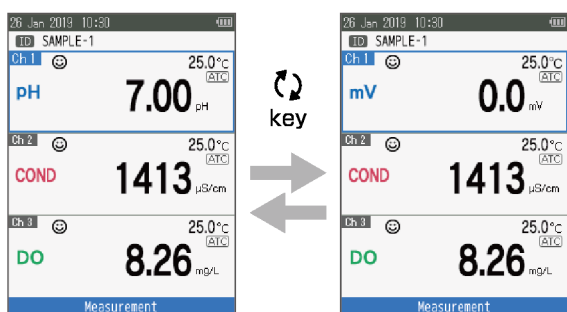 26 Jan 2019 10:30
ID SAMPLE-1
Ch 1 25.0°C
ATC
pH 7.00 pH
Ch 2 25.0°C
ATC
COND 1413 µS/cm
Ch 3 25.0°C
ATC
DO 8.26 mg/L
Measurement
key
26 Jan 2019 10:30
ID SAMPLE-1
Ch 1 25.0°C
ATC
mV 0.0 mV
Ch 2 25.0°C
ATC
COND 1413 µS/cm
Ch 3 25.0°C
ATC
DO 8.26 mg/L
Measurement